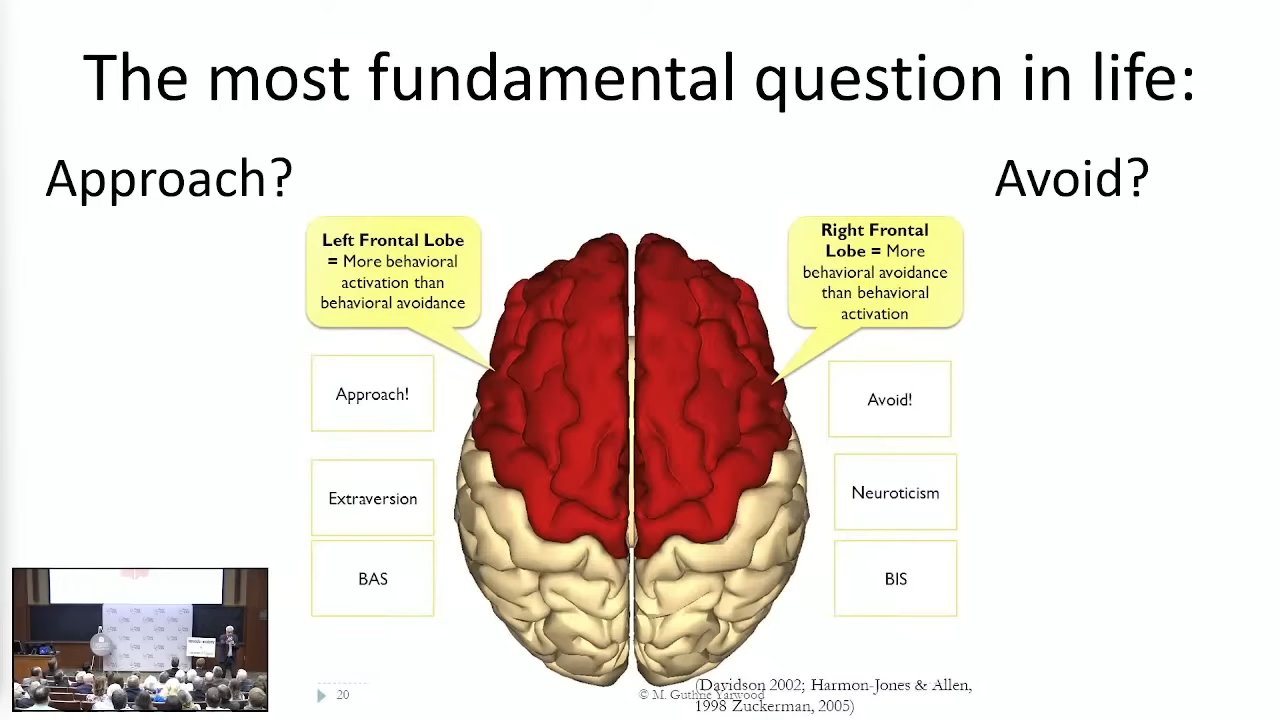 The most fundamental question in life:
Approach?
Avoid?
Left Frontal Lobe
= More behavioral
activation than
behavioral avoidance
Right Frontal
Lobe = More
behavioral avoidance
than behavioral
activation
Approach!
Avoid!
Extraversion
Neuroticism
BAS
BIS
20
© M. Guthrie Yarwood
(Davidson 2002; Harmon-Jones & Allen,
1998 Zuckerman, 2005)